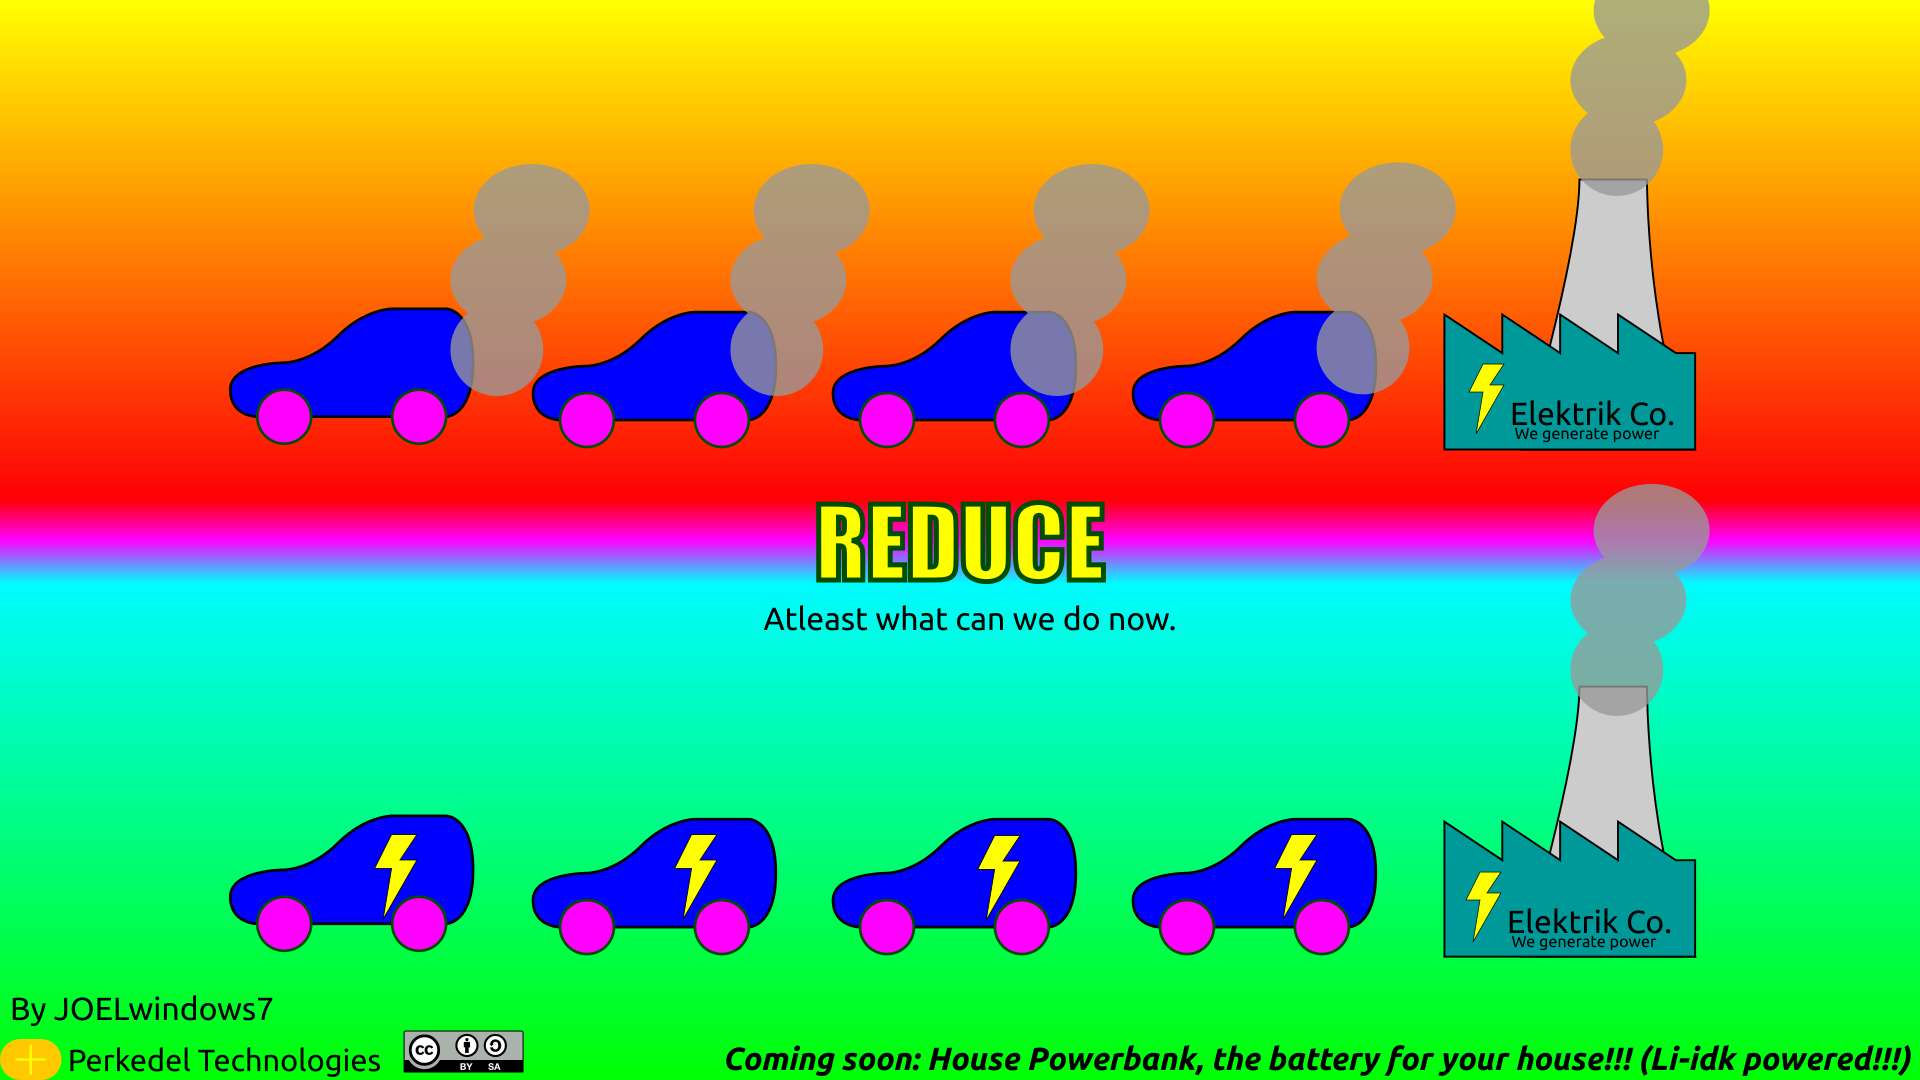 Elektrik Co.
We generate power
REDUCE
Atleast what can we do now.
Elektrik Co.
We generate power
By JOELwindows7
Perkedel Technologies
cc
BY SA
Coming soon: House Powerbank, the battery for your house!!! (Li-idk powered!!!)